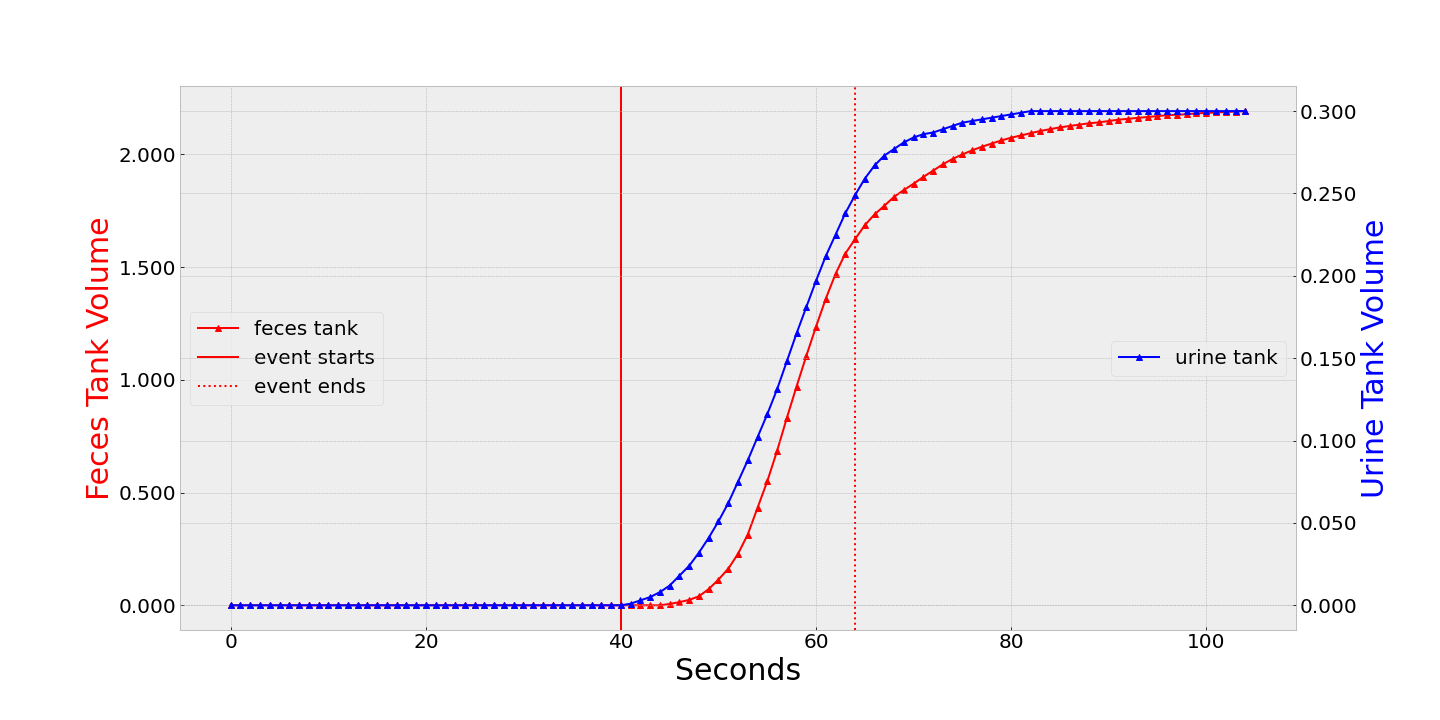 Feces Tank Volume
2.000
1.500
1.000
0.500
0.000
feces tank
event starts
event ends
urine tank
0.300
0.250
0.200
0.150
0.100
0.050
0.000
Urine Tank Volume
0 20 40 60 80 100
Seconds